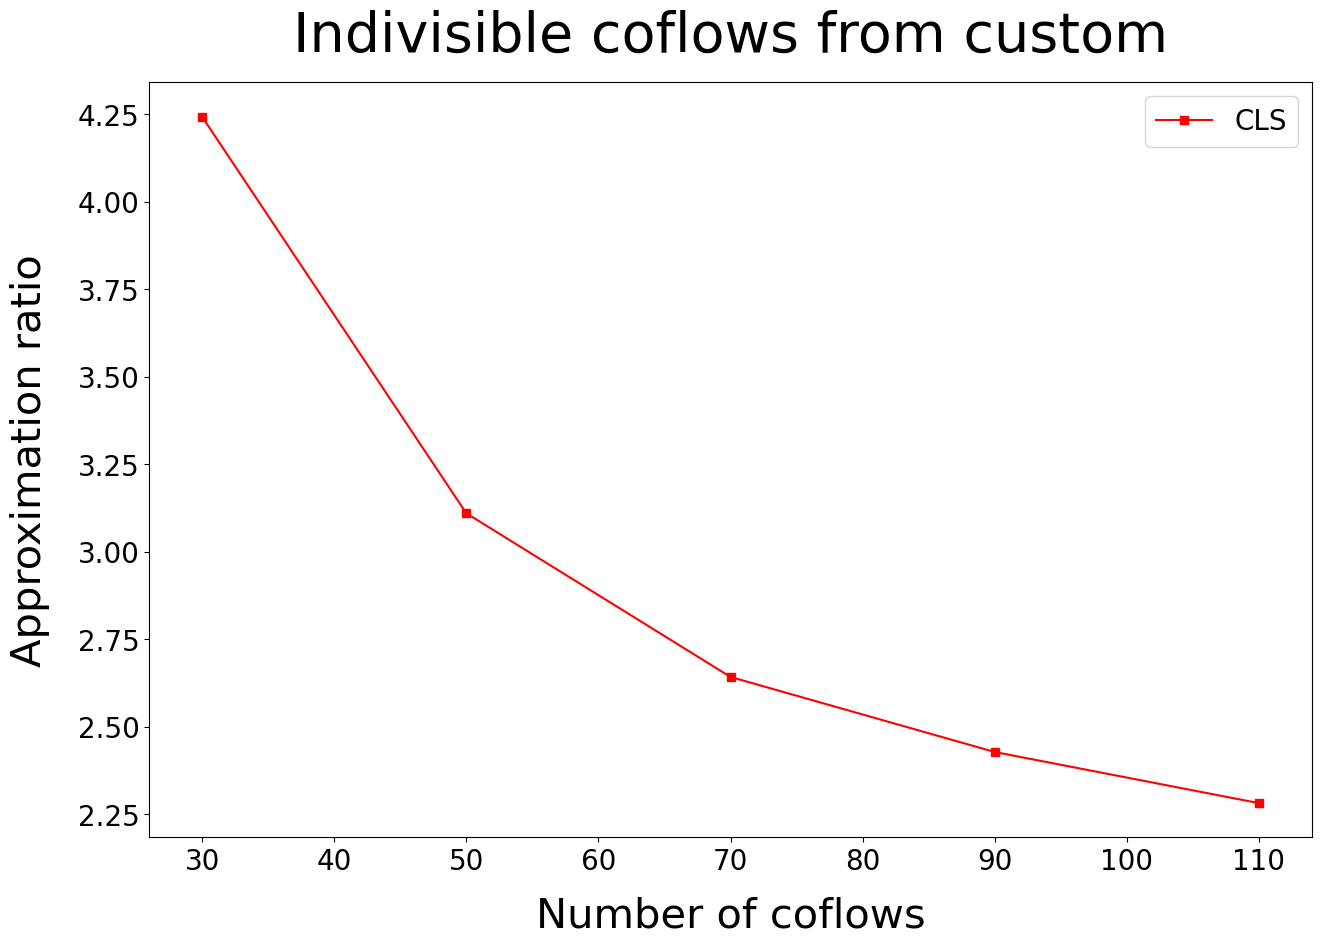 Indivisible coflows from custom
CLS
Approximation ratio
4.25
4.00
3.75
3.50
3.25
3.00
2.75
2.50
2.25
30 40 50 60 70 80 90 100 110
Number of coflows